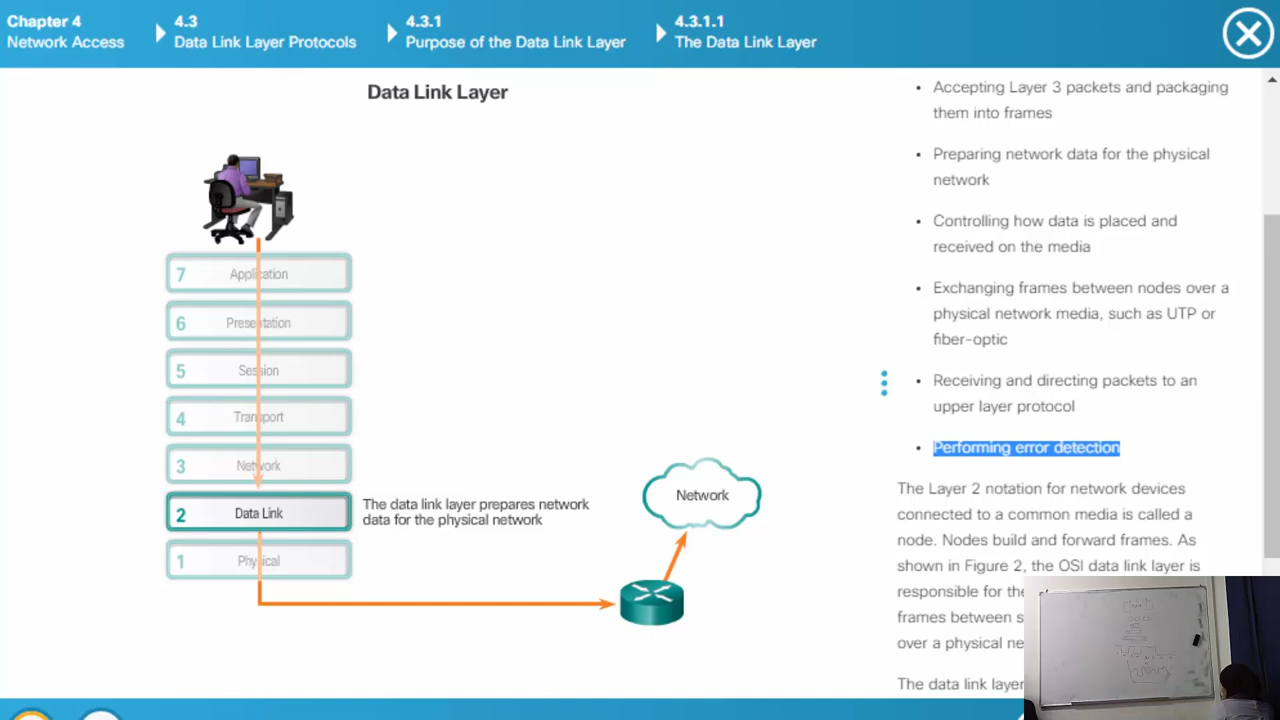 Chapter 4
Network Access
4.3
Data Link Layer Protocols
4.3.1
Purpose of the Data Link Layer
4.3.1.1
The Data Link Layer
Data Link Layer
7 Application
6 Presentation
5 Session
4 Transport
3 Network
2 Data Link
1 Physical
The data link layer prepares network
data for the physical network
Network
• Accepting Layer 3 packets and packaging
them into frames
• Preparing network data for the physical
network
• Controlling how data is placed and
received on the media
• Exchanging frames between nodes over a
physical network media, such as UTP or
fiber-optic
• Receiving and directing packets to an
upper layer protocol
• Performing error detection
The Layer 2 notation for network devices
connected to a common media is called a
node. Nodes build and forward frames. As
shown in Figure 2, the OSI data link layer is
responsible for the
frames between s
over a physical ne
The data link layer